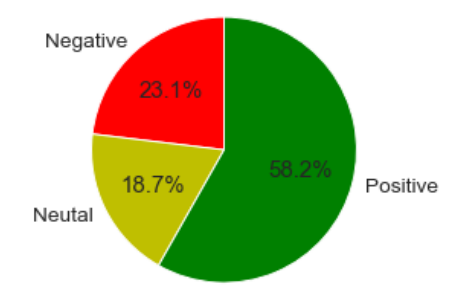 Negative
23.1%
58.2%
18.7%
Positive
Neutal